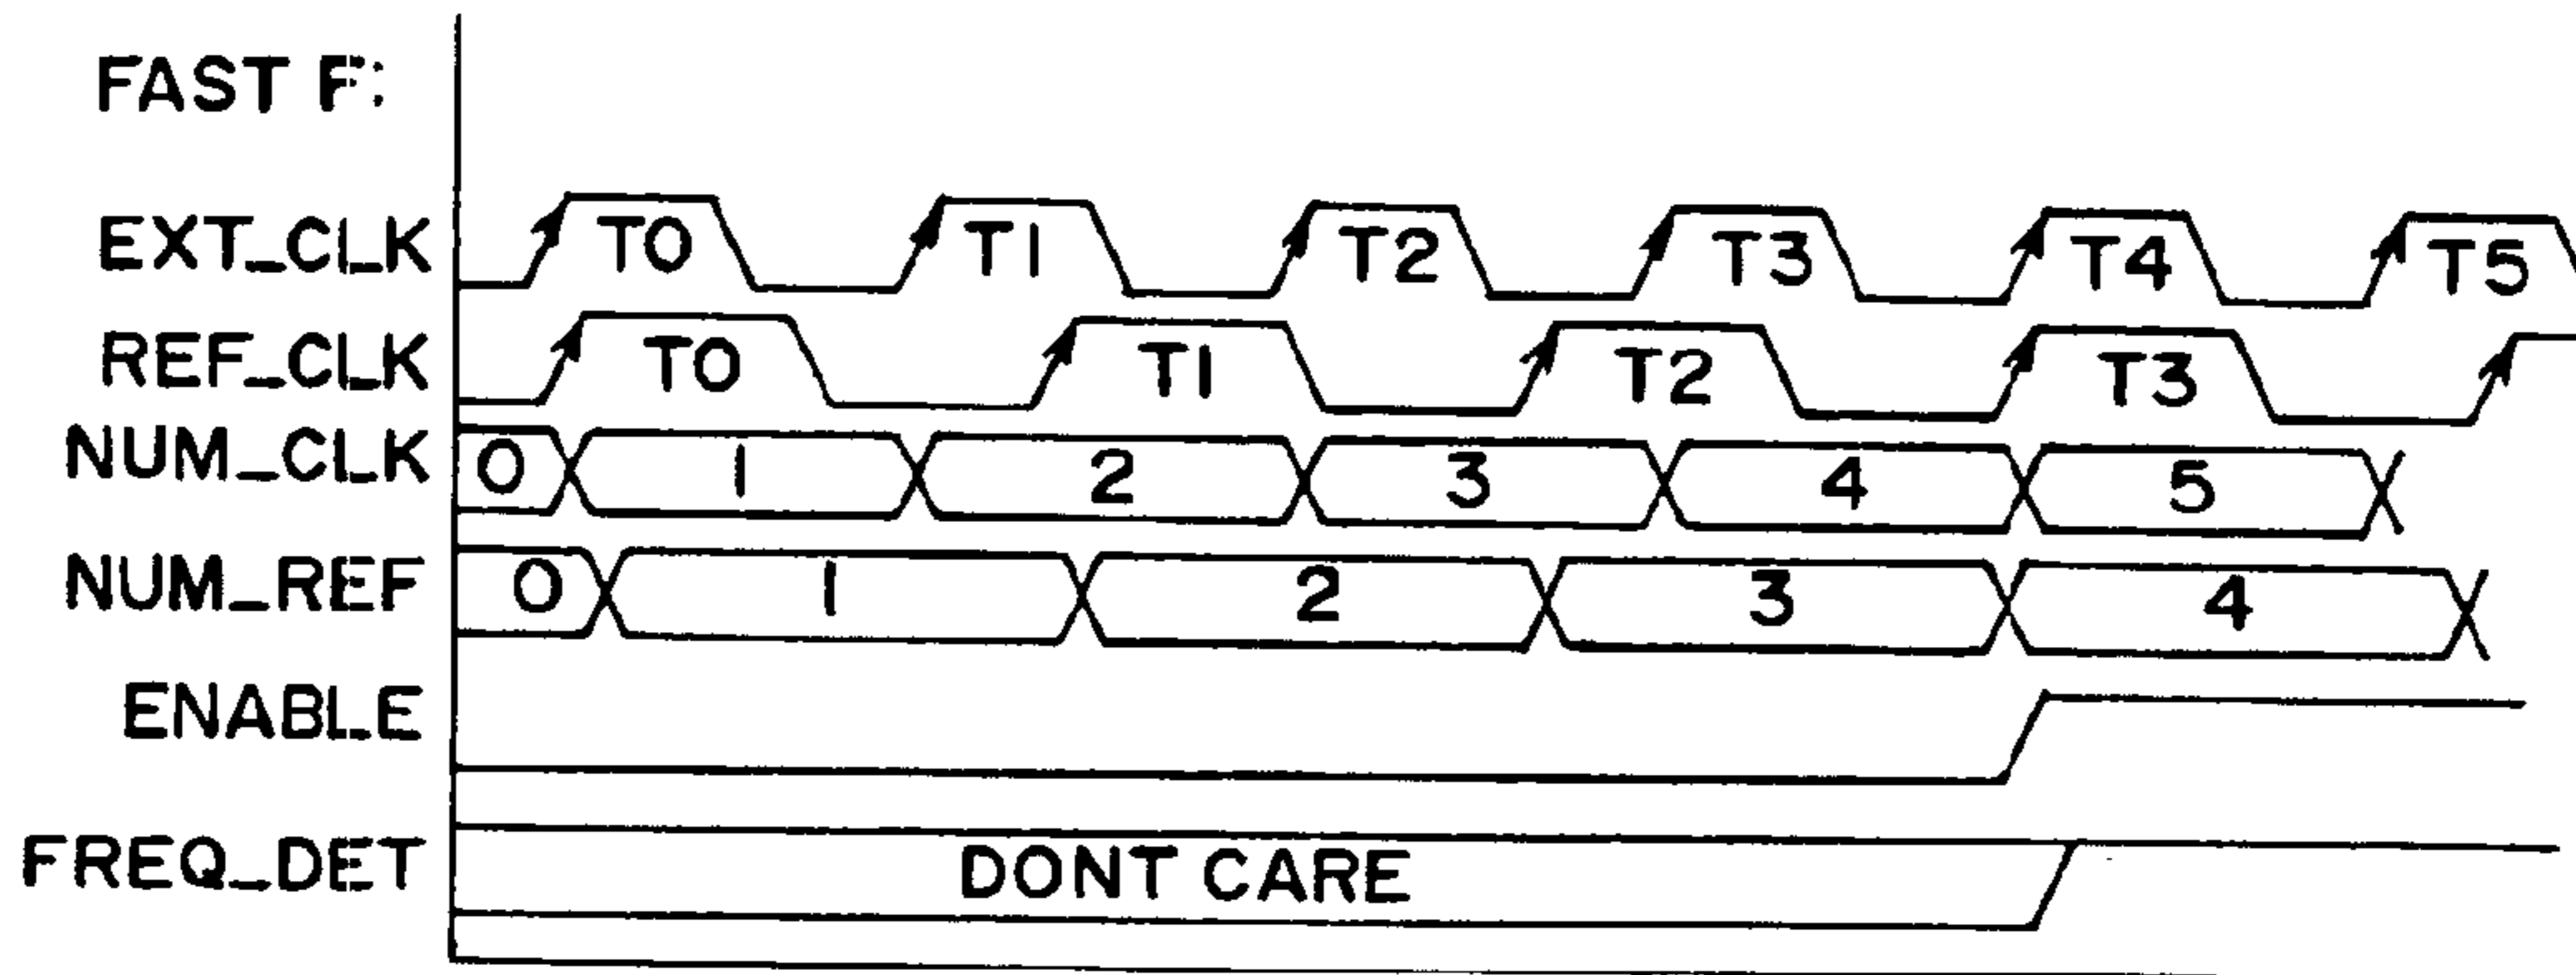 FAST F:
EXT_CLK T0 T1 T2 T3 T4 T5
REF_CLK T0 T1 T2 T3
NUM_CLK 0 1 2 3 4 5
NUM_REF 0 1 2 3 4
ENABLE
FREQ_DET DONT CARE